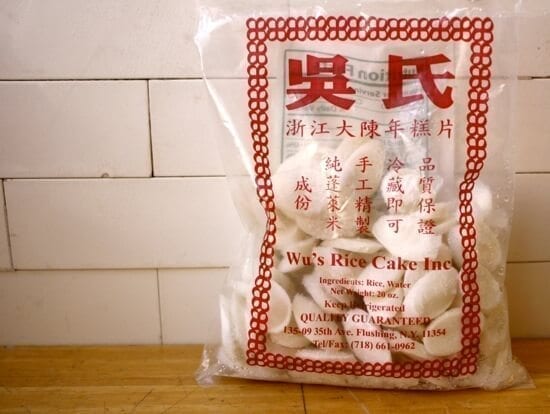 吳氏
浙江大陳年糕片
品質保證
冷藏即可
手工精製
純蓬萊米
成份
Wu's Rice Cake Inc
Ingredients: Rice, Water
Net Weight: 20 oz.
Keep Refrigerated
QUALITY GUARANTEED
135-09 35th Ave. Flushing, N.Y. 11354
Tel/Fax: (718) 661-0962